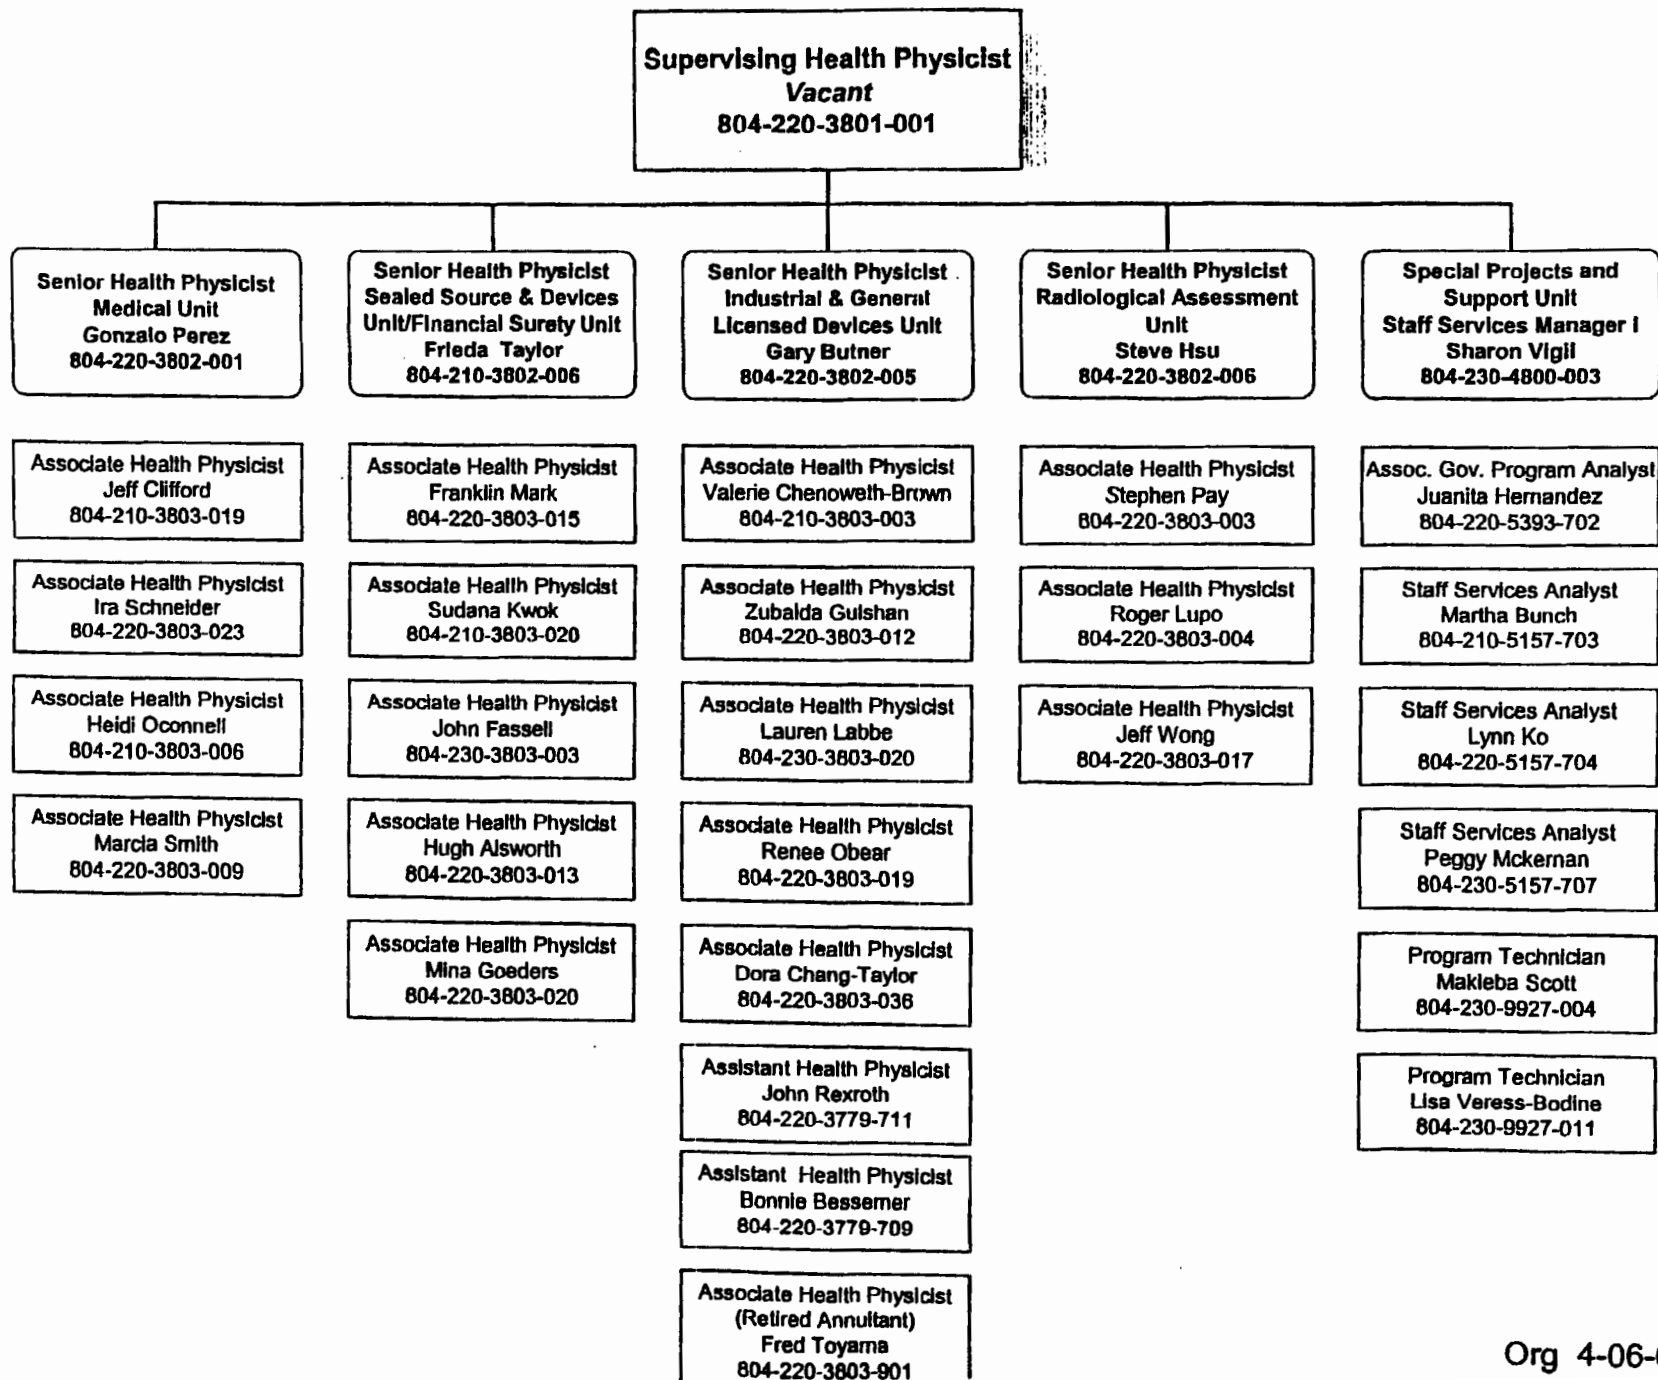 Supervising Health Physicist
Vacant
804-220-3801-001
Senior Health Physicist
Medical Unit
Gonzalo Perez
804-220-3802-001
Senior Health Physicist
Sealed Source & Devices
Unit/Financial Surety Unit
Frieda Taylor
804-210-3802-006
Senior Health Physicist
Industrial & General
Licensed Devices Unit
Gary Butner
804-220-3802-005
Senior Health Physicist
Radiological Assessment
Unit
Steve Hsu
804-220-3802-006
Special Projects and
Support Unit
Staff Services Manager I
Sharon Vigil
804-230-4800-003
Associate Health Physicist
Jeff Clifford
804-210-3803-019
Associate Health Physicist
Ira Schneider
804-220-3803-023
Associate Health Physicist
Heidi Oconnell
804-210-3803-006
Associate Health Physicist
Marcia Smith
804-220-3803-009
Associate Health Physicist
Franklin Mark
804-220-3803-015
Associate Health Physicist
Sudana Kwok
804-210-3803-020
Associate Health Physicist
John Fassell
804-230-3803-003
Associate Health Physicist
Hugh Alsworth
804-220-3803-013
Associate Health Physicist
Mina Goeders
804-220-3803-020
Associate Health Physicist
Valerie Chenoweth-Brown
804-210-3803-003
Associate Health Physicist
Zubaida Gulshan
804-220-3803-012
Associate Health Physicist
Lauren Labbe
804-230-3803-020
Associate Health Physicist
Renee Obear
804-220-3803-019
Associate Health Physicist
Dora Chang-Taylor
804-220-3803-036
Assistant Health Physicist
John Rexroth
804-220-3779-711
Assistant Health Physicist
Bonnie Bessemer
804-220-3779-709
Associate Health Physicist
(Retired Annuitant)
Fred Toyama
804-220-3803-901
Associate Health Physicist
Stephen Pay
804-220-3803-003
Associate Health Physicist
Roger Lupo
804-220-3803-004
Associate Health Physicist
Jeff Wong
804-220-3803-017
Assoc. Gov. Program Analyst
Juanita Hernandez
804-220-5393-702
Staff Services Analyst
Martha Bunch
804-210-5157-703
Staff Services Analyst
Lynn Ko
804-220-5157-704
Staff Services Analyst
Peggy Mckernan
804-230-5157-707
Program Technician
Makieba Scott
804-230-9927-004
Program Technician
Lisa Veress-Bodine
804-230-9927-011
Org 4-06-